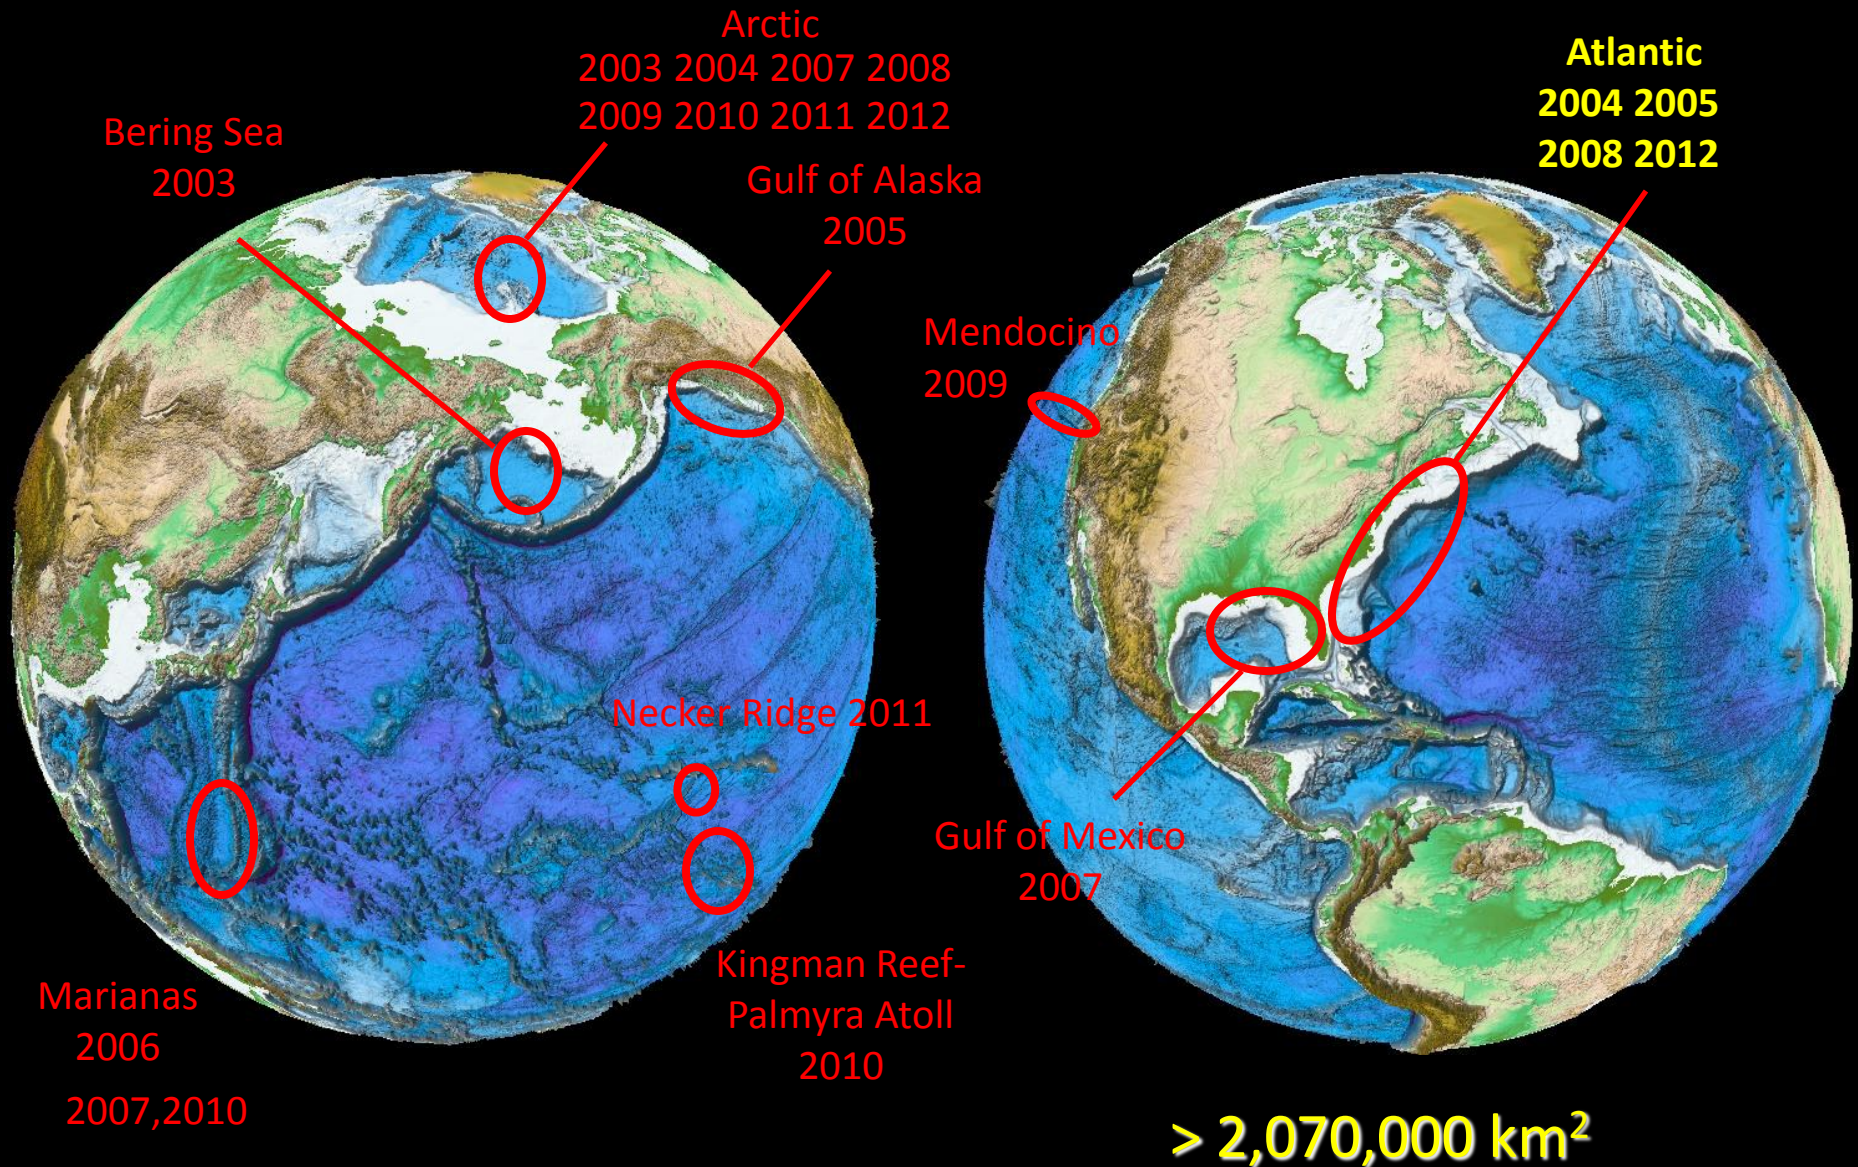 Arctic
2003 2004 2007 2008
2009 2010 2011 2012
Bering Sea
2003
Gulf of Alaska
2005
Atlantic
2004 2005
2008 2012
Mendocino
2009
Necker Ridge 2011
Gulf of Mexico
2007
Kingman Reef-
Palmyra Atoll
2010
Marianas
2006
2007,2010
> 2,070,000 km²